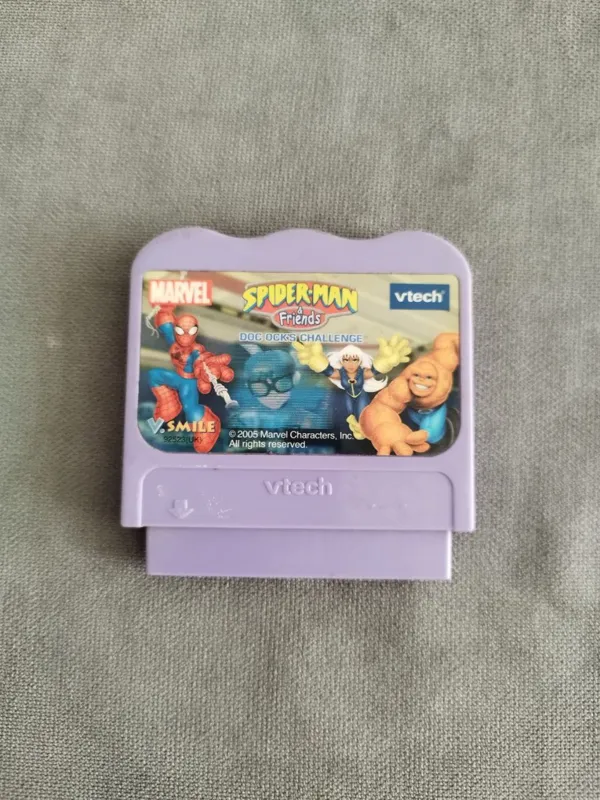 MARVEL
SPIDER-MAN
& Friends
vtech
DOC OCK'S CHALLENGE
V.SMILE
© 2005 Marvel Characters, Inc.
All rights reserved.
vtech